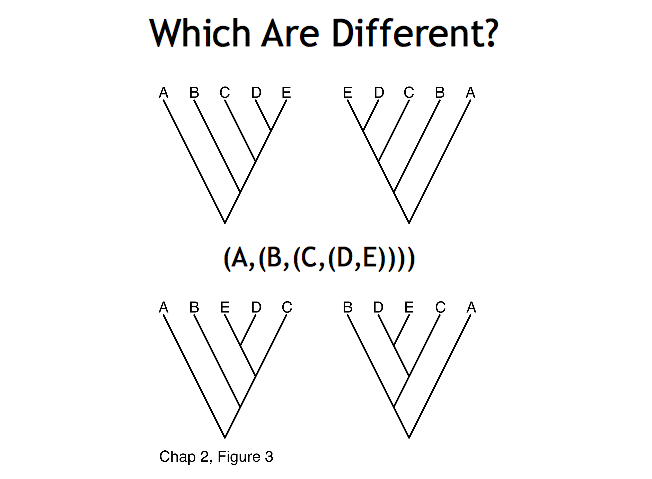 Which Are Different?
A B C D E E D C B A
(A,(B,(C,(D,E))))
A B E D C B D E C A
Chap 2, Figure 3